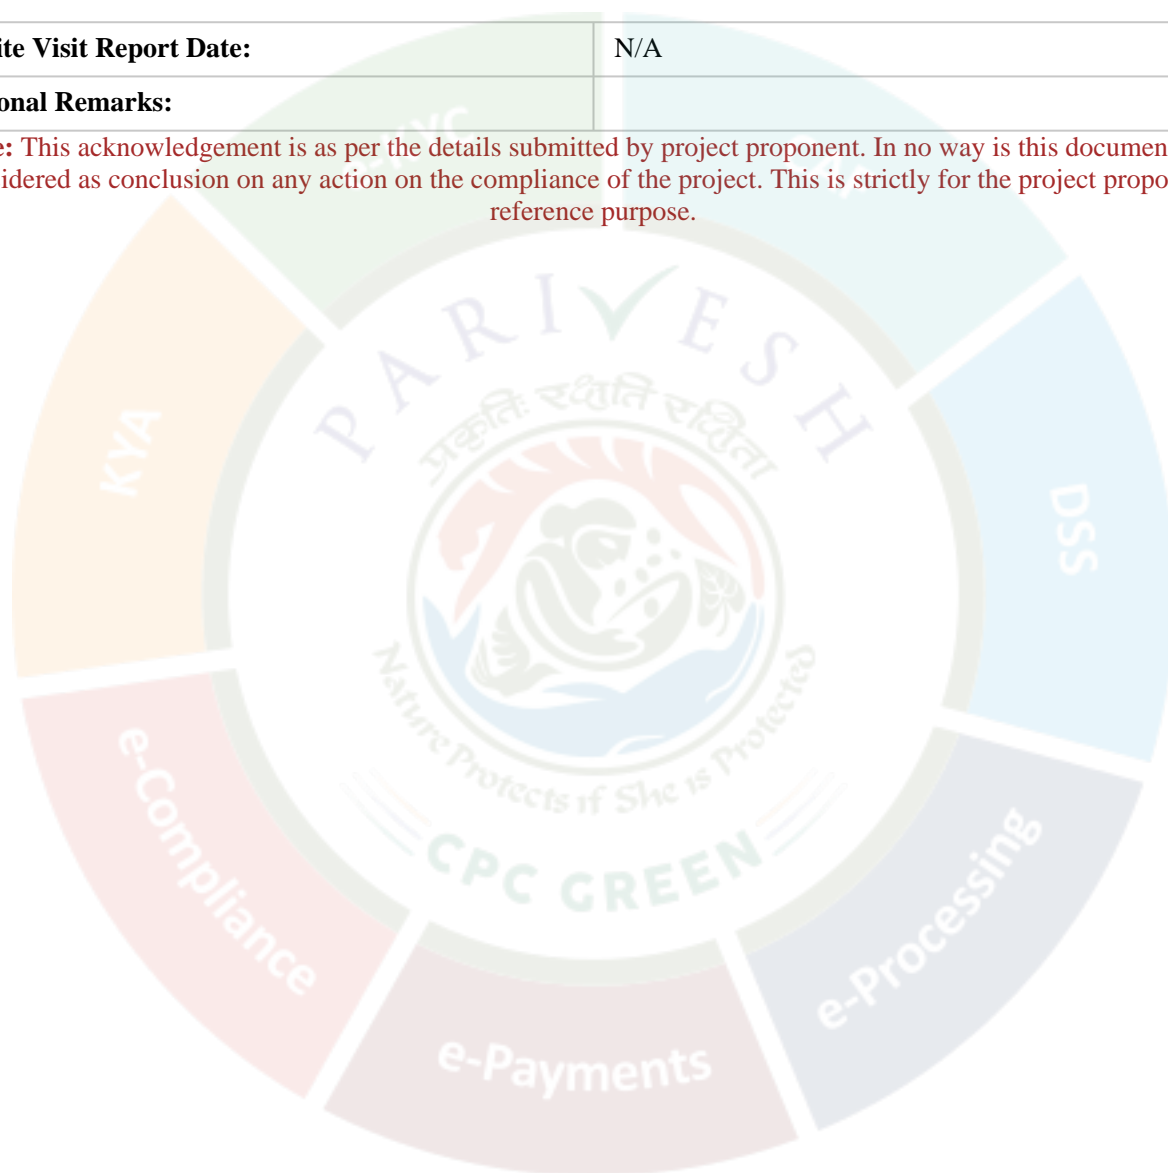 ite Visit Report Date: N/A
onal Remarks:
e: This acknowledgement is as per the details submitted by project proponent. In no way is this documen
idered as conclusion on any action on the compliance of the project. This is strictly for the project propo
reference purpose.
e-KYC
PARIVESH
प्रकृतिः रक्षति रक्षिता
KYA
DSS
Nature Protects if She is Protected
CPC GREEN
e-Compliance
e-Processing
e-Payments